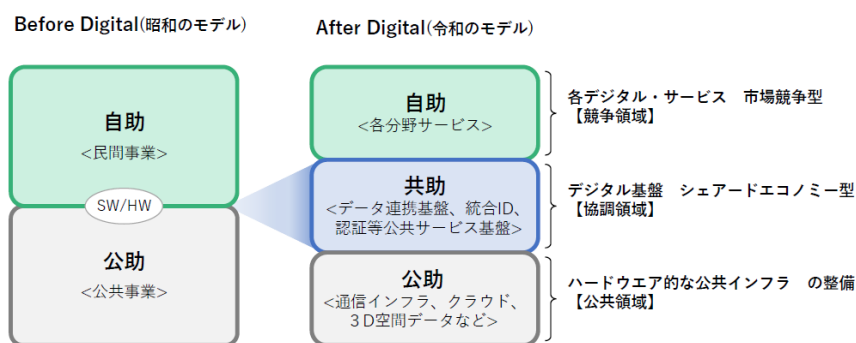 Before Digital(昭和のモデル)
After Digital(令和のモデル)
自助
<民間事業>
SW/HW
公助
<公共事業>
自助
<各分野サービス>
共助
<データ連携基盤、統合ID、
認証等公共サービス基盤>
公助
<通信インフラ、クラウド、
３D空間データなど>
各デジタル・サービス　市場競争型
【競争領域】
デジタル基盤　シェアードエコノミー型
【協調領域】
ハードウエア的な公共インフラ　の整備
【公共領域】